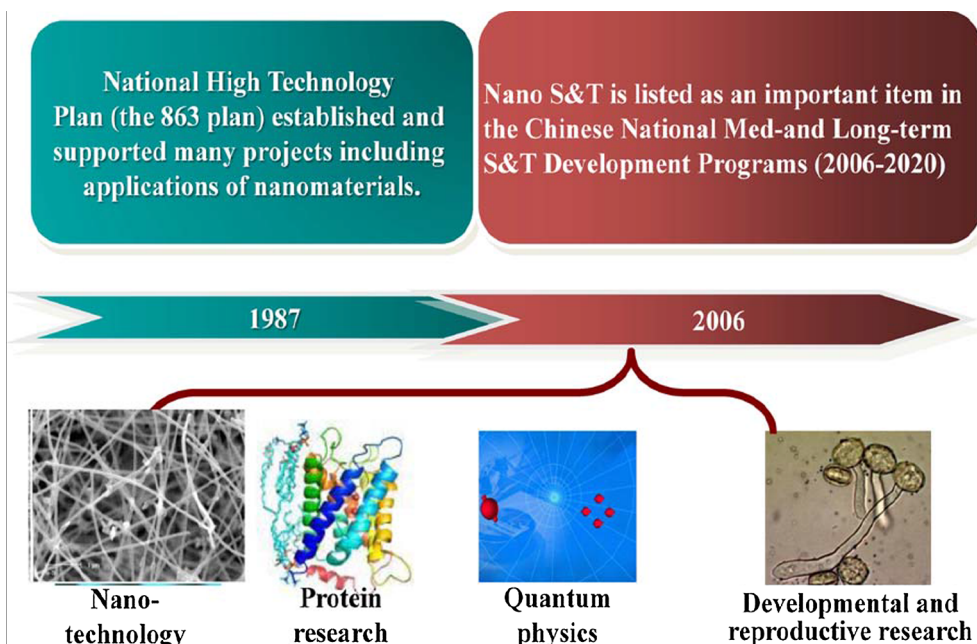 National High Technology
Plan (the 863 plan) established and
supported many projects including
applications of nanomaterials.
Nano S&T is listed as an important item in
the Chinese National Med-and Long-term
S&T Development Programs (2006-2020)
1987
2006
Nano-
technology
Protein
research
Quantum
physics
Developmental and
reproductive research